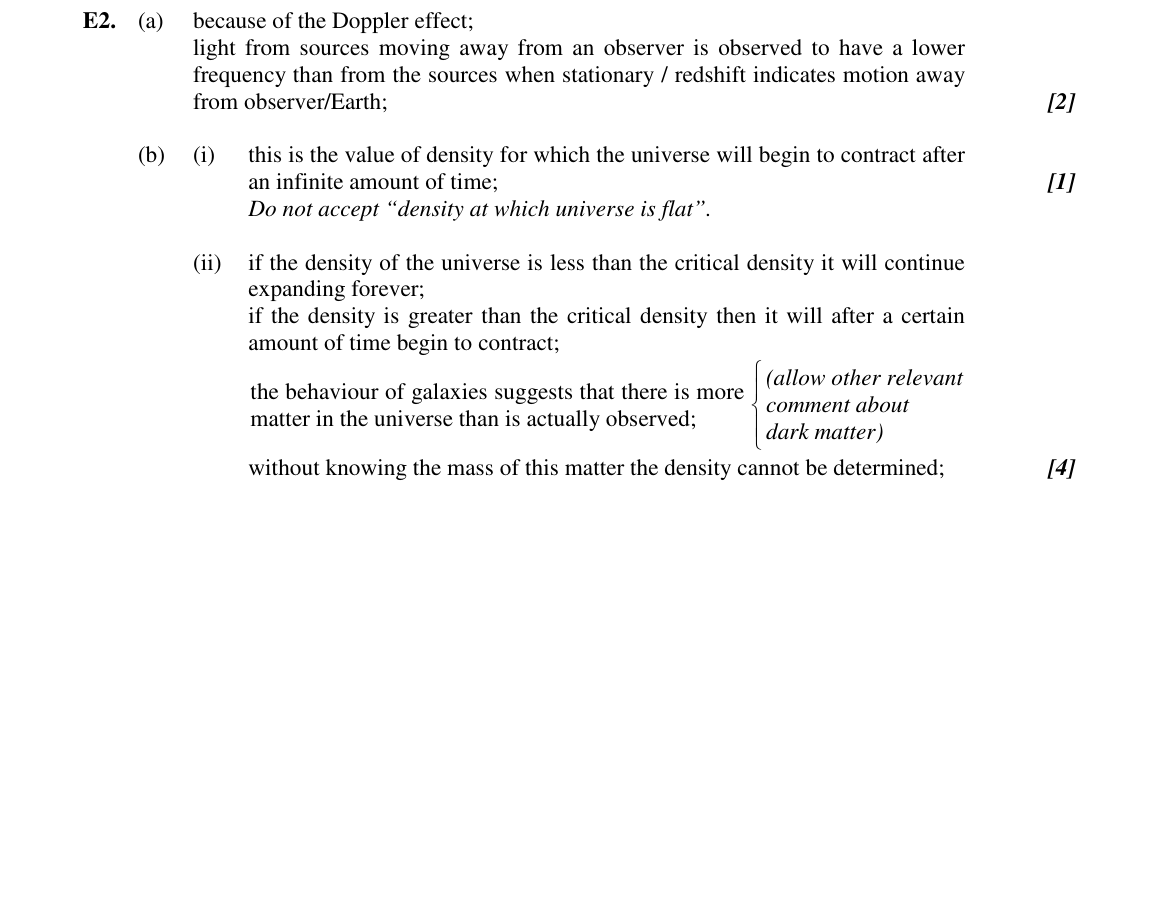 E2. (a) because of the Doppler effect;
light from sources moving away from an observer is observed to have a lower
frequency than from the sources when stationary / redshift indicates motion away
from observer/Earth; [2]
(b) (i) this is the value of density for which the universe will begin to contract after
an infinite amount of time; [1]
Do not accept “density at which universe is flat”.
(ii) if the density of the universe is less than the critical density it will continue
expanding forever;
if the density is greater than the critical density then it will after a certain
amount of time begin to contract;
the behaviour of galaxies suggests that there is more
matter in the universe than is actually observed;
(allow other relevant
comment about
dark matter)
without knowing the mass of this matter the density cannot be determined; [4]